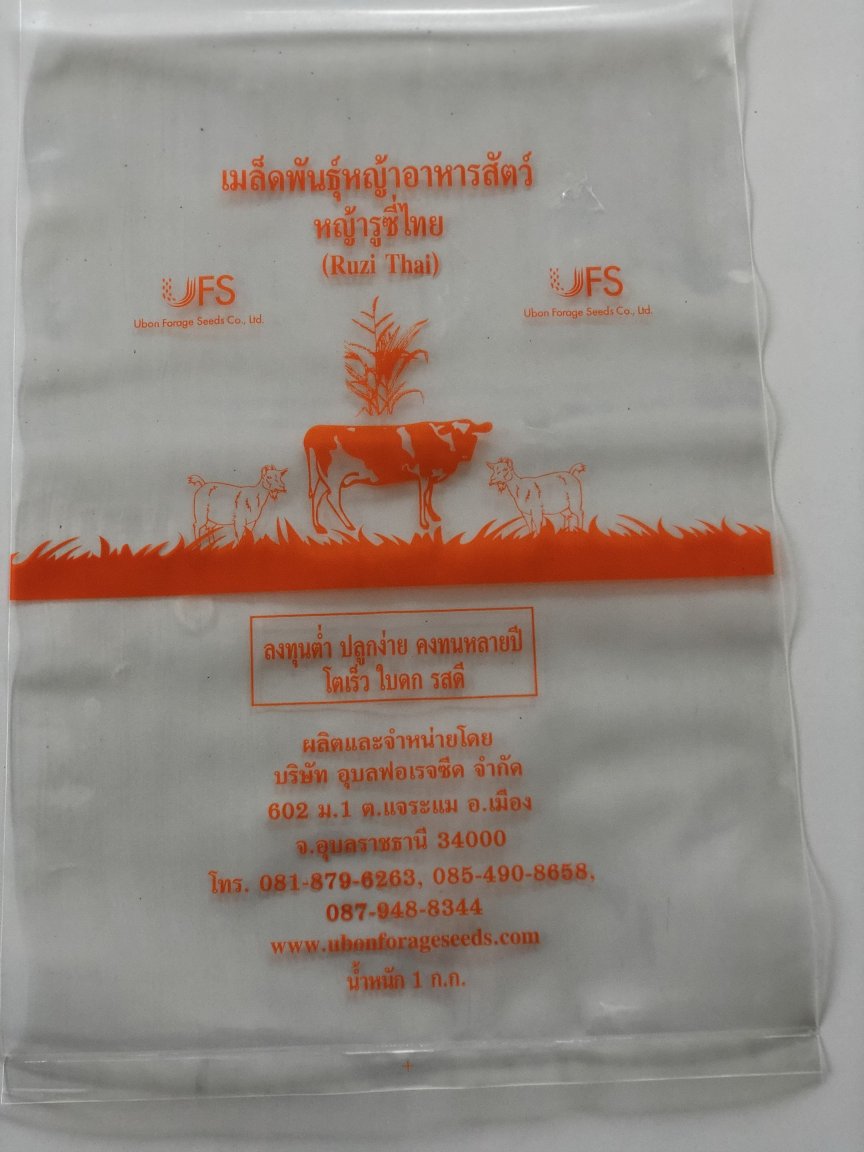 เมล็ดพันธุ์หญ้าอาหารสัตว์
หญ้ารูซี่ไทย
(Ruzi Thai)
UFS
Ubon Forage Seeds Co., Ltd.
UFS
Ubon Forage Seeds Co., Ltd.
ลงทุนต่ำ ปลูกง่าย คงทนหลายปี
โตเร็ว ใบดก รสดี
ผลิตและจำหน่ายโดย
บริษัท อุบลฟอเรจซีด จำกัด
602 ม.1 ต.แจระแม อ.เมือง
จ.อุบลราชธานี 34000
โทร. 081-879-6263, 085-490-8658,
087-948-8344
www.ubonforageseeds.com
น้ำหนัก 1 ก.ก.